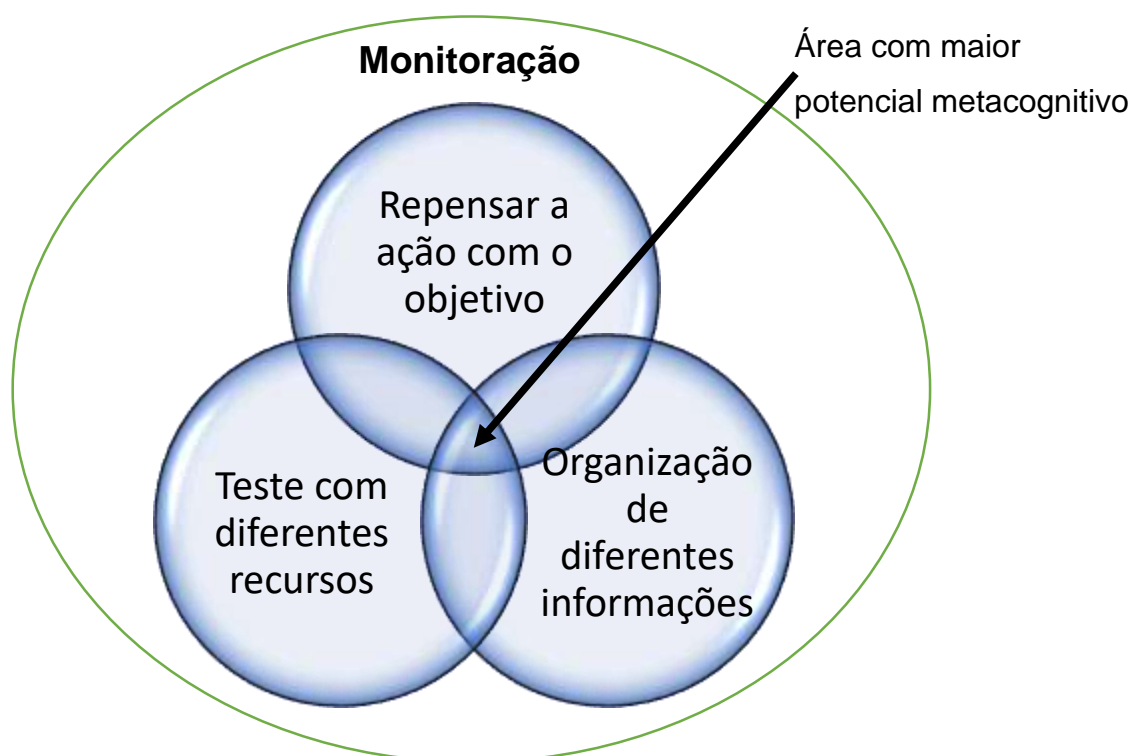 Monitoração
Área com maior
potencial metacognitivo
Repensar a
ação com o
objetivo
Teste com
diferentes
recursos
Organização
de
diferentes
informações